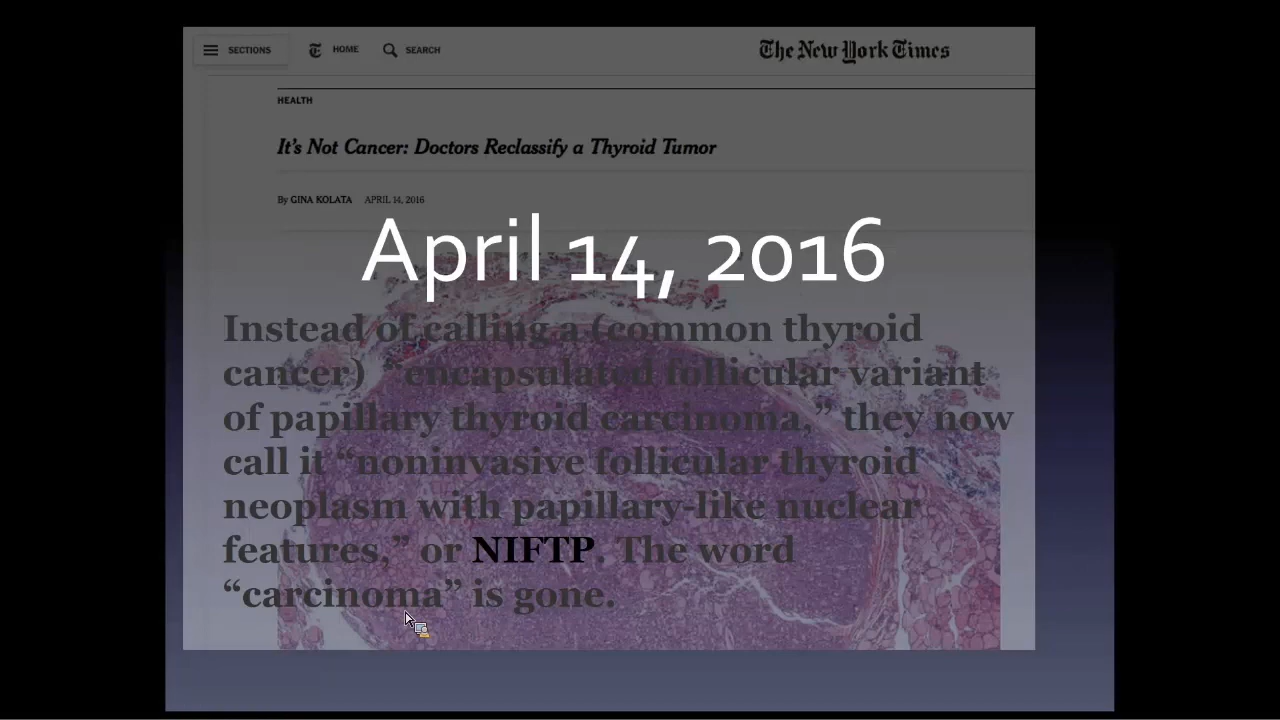 SECTIONS HOME SEARCH The New York Times
HEALTH
It's Not Cancer: Doctors Reclassify a Thyroid Tumor
By GINA KOLATA APRIL 14, 2016
April 14, 2016
Instead of calling a (common thyroid
cancer) “encapsulated follicular variant
of papillary thyroid carcinoma,” they now
call it “noninvasive follicular thyroid
neoplasm with papillary-like nuclear
features,” or NIFTP. The word
“carcinoma” is gone.